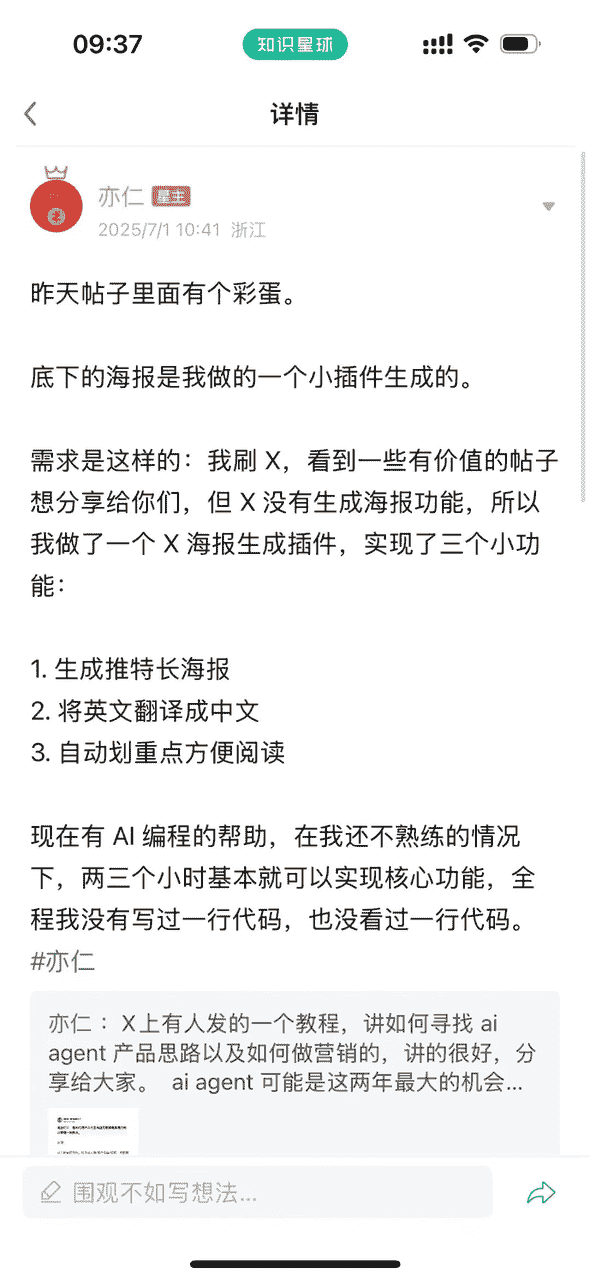 09:37
知识星球
详情
亦仁 星主
2025/7/1 10:41 浙江
昨天帖子里面有个彩蛋。
底下的海报是我做的一个小插件生成的。
需求是这样的：我刷 X，看到一些有价值的帖子
想分享给你们，但 X 没有生成海报功能，所以
我做了一个 X 海报生成插件，实现了三个小功
能：
1. 生成推特长海报
2. 将英文翻译成中文
3. 自动划重点方便阅读
现在有 AI 编程的帮助，在我还不熟练的情况
下，两三个小时基本就可以实现核心功能，全
程我没有写过一行代码，也没看过一行代码。
#亦仁
亦仁： X上有人发的一个教程，讲如何寻找 ai
agent 产品思路以及如何做营销的，讲的很好，分
享给大家。 ai agent 可能是这两年最大的机会...
围观不如写想法...